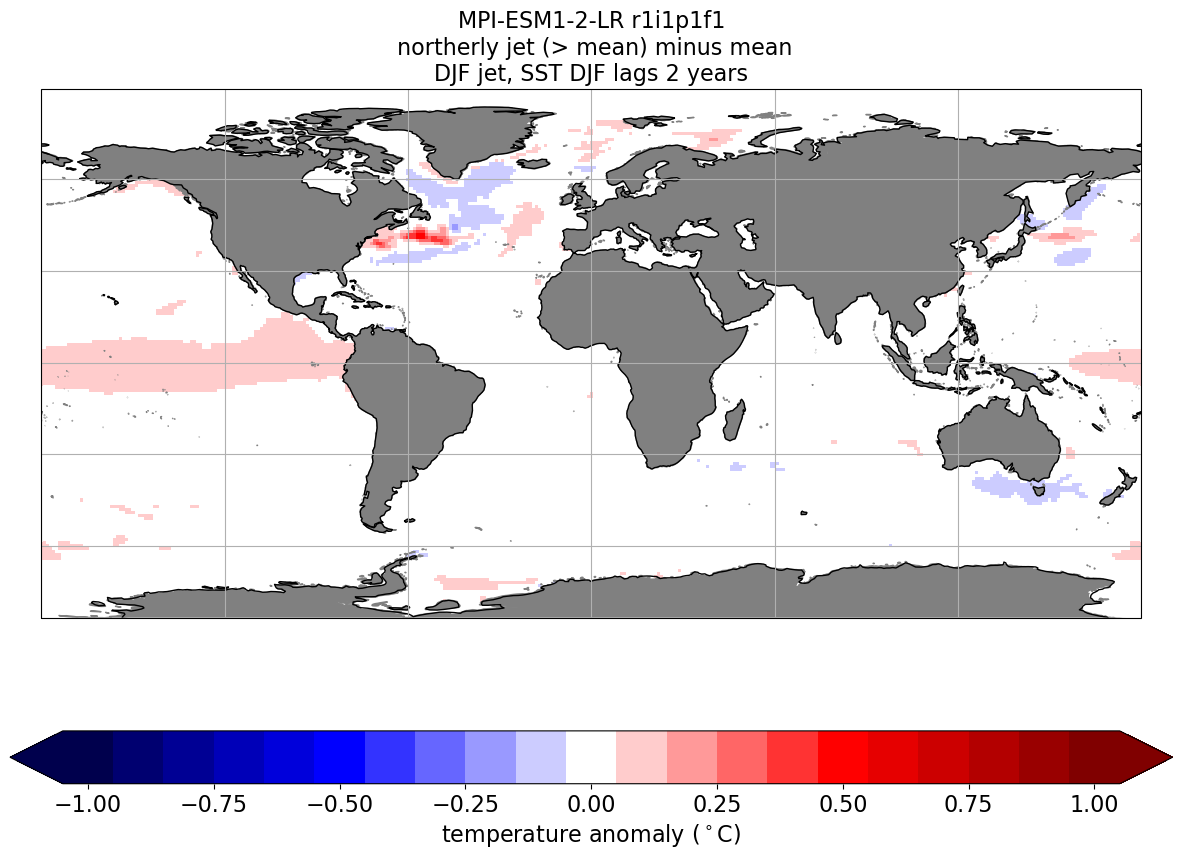 MPI-ESM1-2-LR r1i1p1f1
northerly jet (> mean) minus mean
DJF jet, SST DJF lags 2 years
−1.00 −0.75 −0.50 −0.25 0.00 0.25 0.50 0.75 1.00
temperature anomaly (°C)